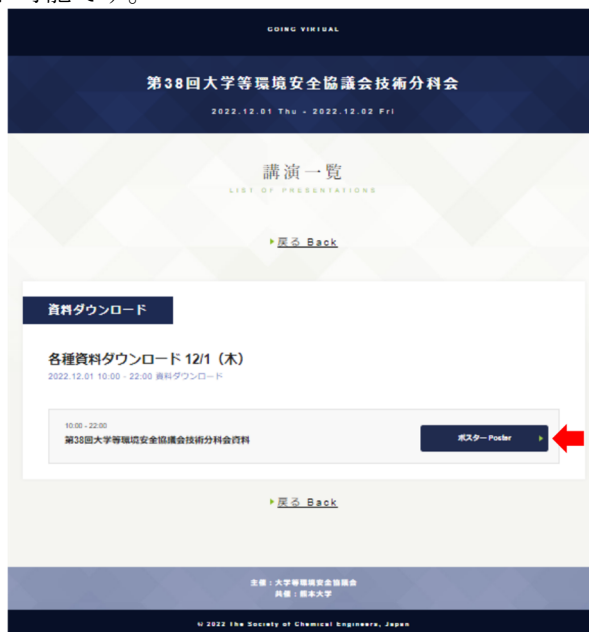 可能です。
GOING VIRTUAL
第38回大学等環境安全協議会技術分科会
2022.12.01 Thu - 2022.12.02 Fri
講演一覧
LIST OF PRESENTATIONS
戻る Back
資料ダウンロード
各種資料ダウンロード 12/1（木）
2022.12.01 10:00 - 22:00 資料ダウンロード
10:00 - 22:00
第38回大学等環境安全協議会技術分科会資料
ポスター Poster
戻る Back
主催：大学等環境安全協議会
共催：熊本大学
© 2022 The Society of Chemical Engineers, Japan